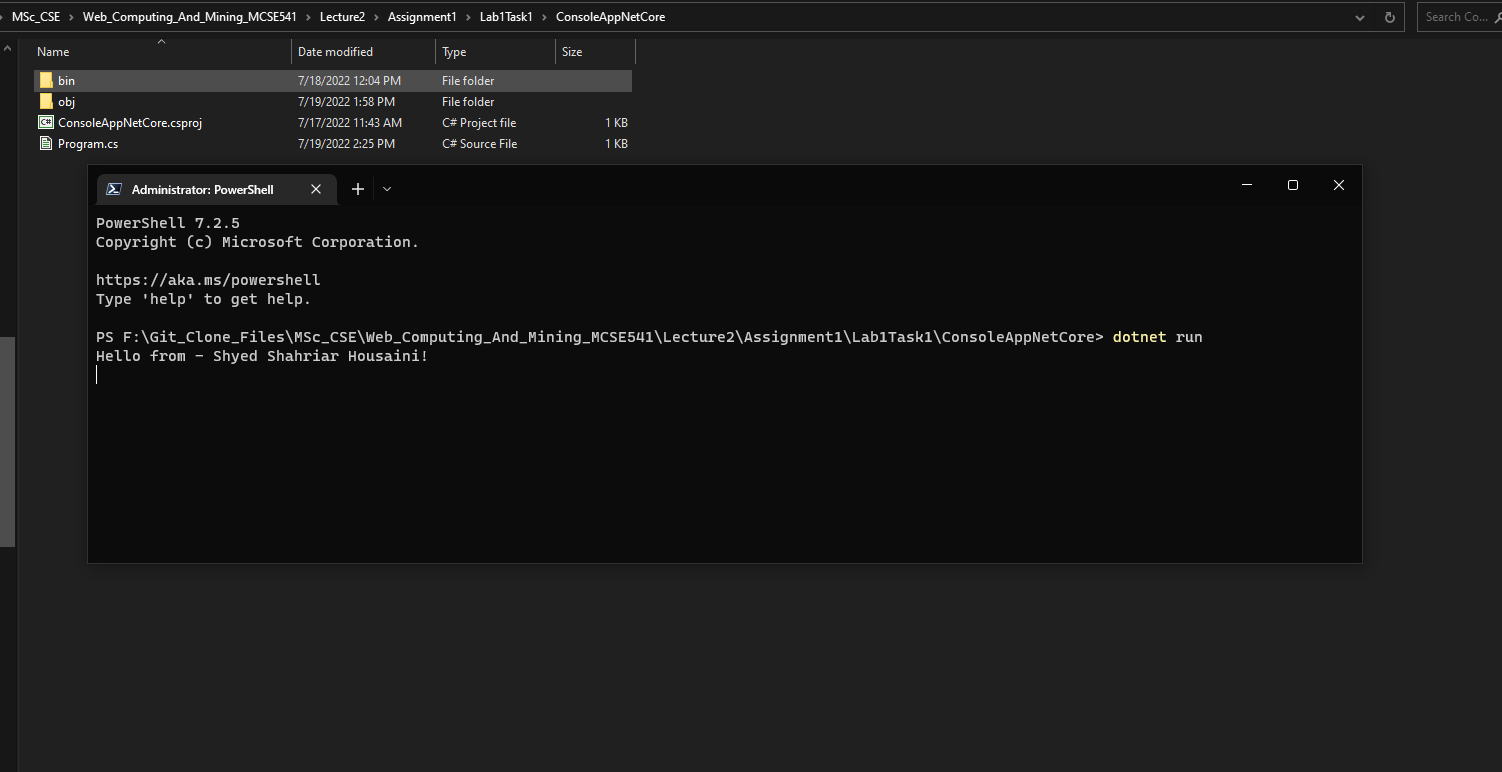 MSc_CSE > Web_Computing_And_Mining_MCSE541 > Lecture2 > Assignment1 > Lab1Task1 > ConsoleAppNetCore
Search Co...
Name Date modified Type Size
bin 7/18/2022 12:04 PM File folder
obj 7/19/2022 1:58 PM File folder
C# ConsoleAppNetCore.csproj 7/17/2022 11:43 AM C# Project file 1 KB
Program.cs 7/19/2022 2:25 PM C# Source File 1 KB
Administrator: PowerShell
PowerShell 7.2.5
Copyright (c) Microsoft Corporation.
https://aka.ms/powershell
Type 'help' to get help.
PS F:\Git_Clone_Files\MSc_CSE\Web_Computing_And_Mining_MCSE541\Lecture2\Assignment1\Lab1Task1\ConsoleAppNetCore> dotnet run
Hello from - Shyed Shahriar Housaini!